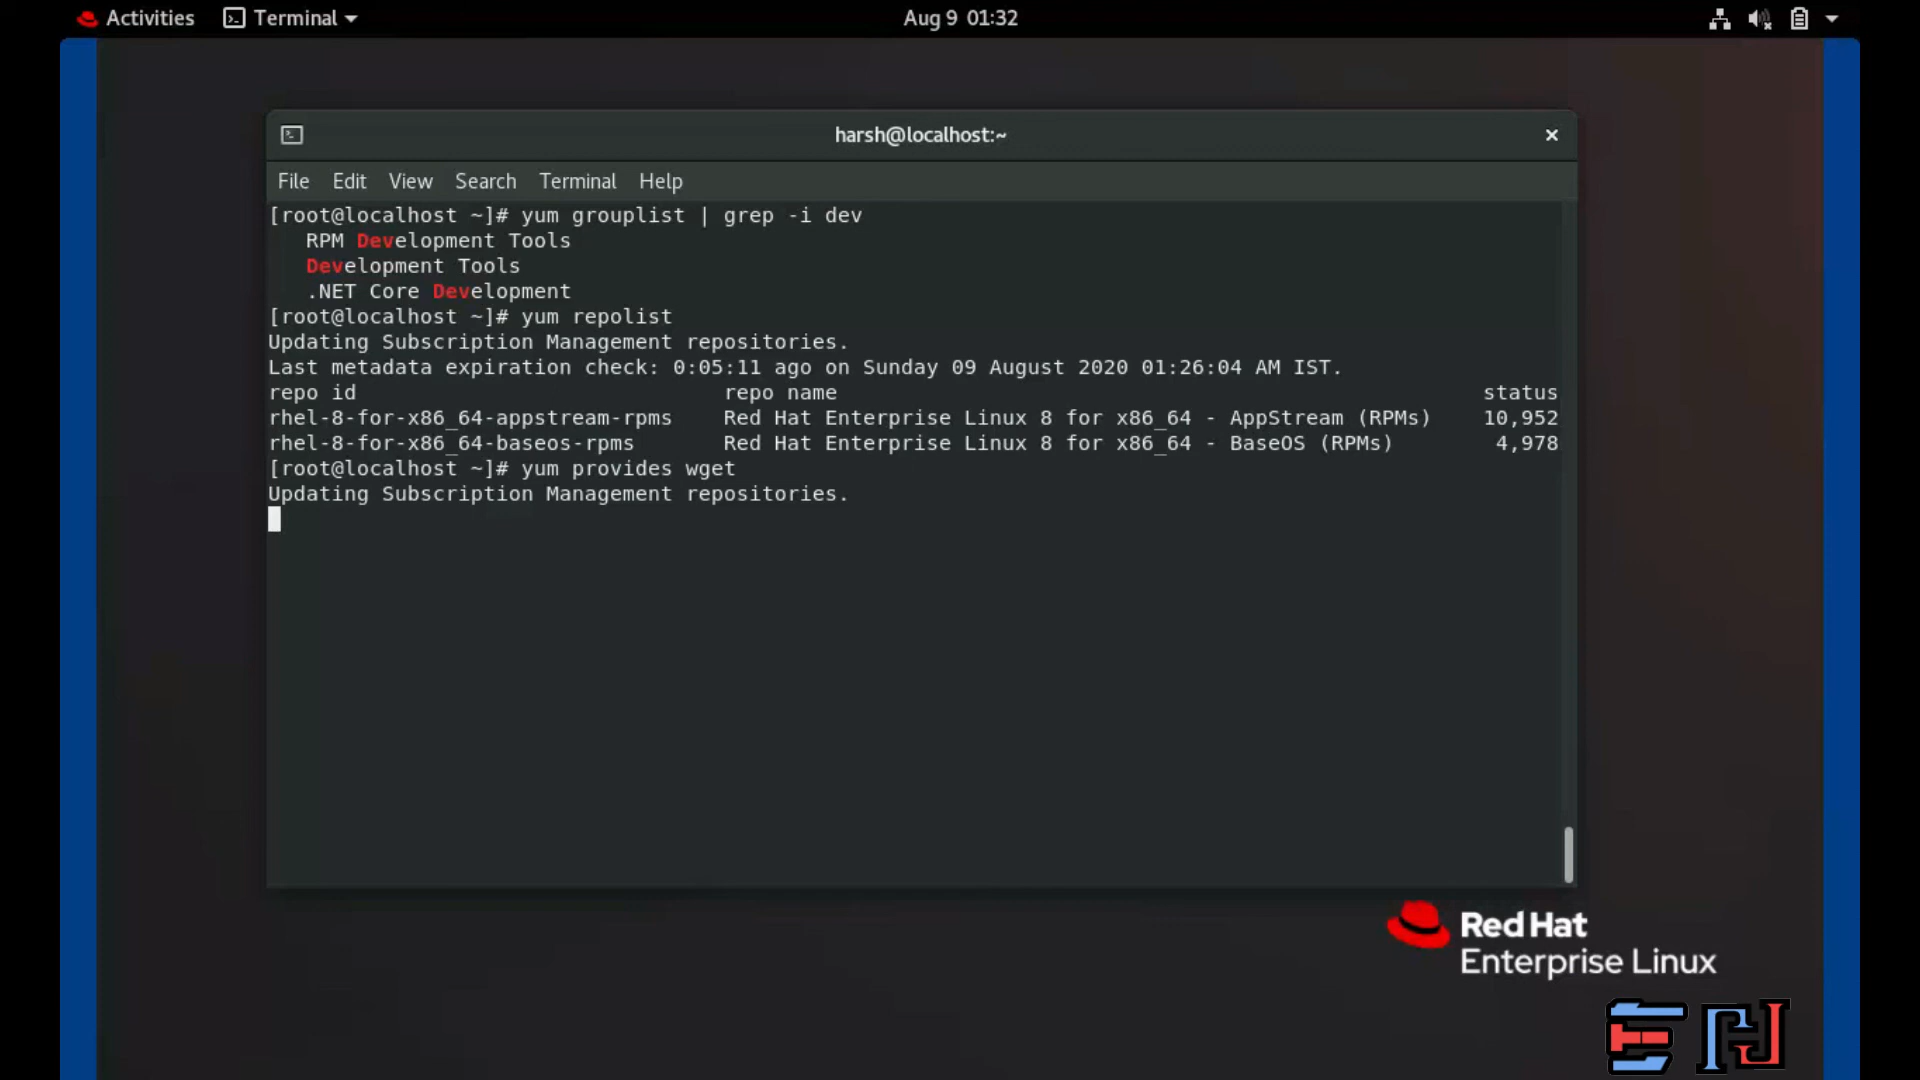 Activities Terminal Aug 9 01:32
harsh@localhost:~
File Edit View Search Terminal Help
[root@localhost ~]# yum grouplist | grep -i dev
   RPM Development Tools
   Development Tools
   .NET Core Development
[root@localhost ~]# yum repolist
Updating Subscription Management repositories.
Last metadata expiration check: 0:05:11 ago on Sunday 09 August 2020 01:26:04 AM IST.
repo id                             repo name                                                   status
rhel-8-for-x86_64-appstream-rpms    Red Hat Enterprise Linux 8 for x86_64 - AppStream (RPMs)    10,952
rhel-8-for-x86_64-baseos-rpms       Red Hat Enterprise Linux 8 for x86_64 - BaseOS (RPMs)        4,978
[root@localhost ~]# yum provides wget
Updating Subscription Management repositories.
Red Hat
Enterprise Linux